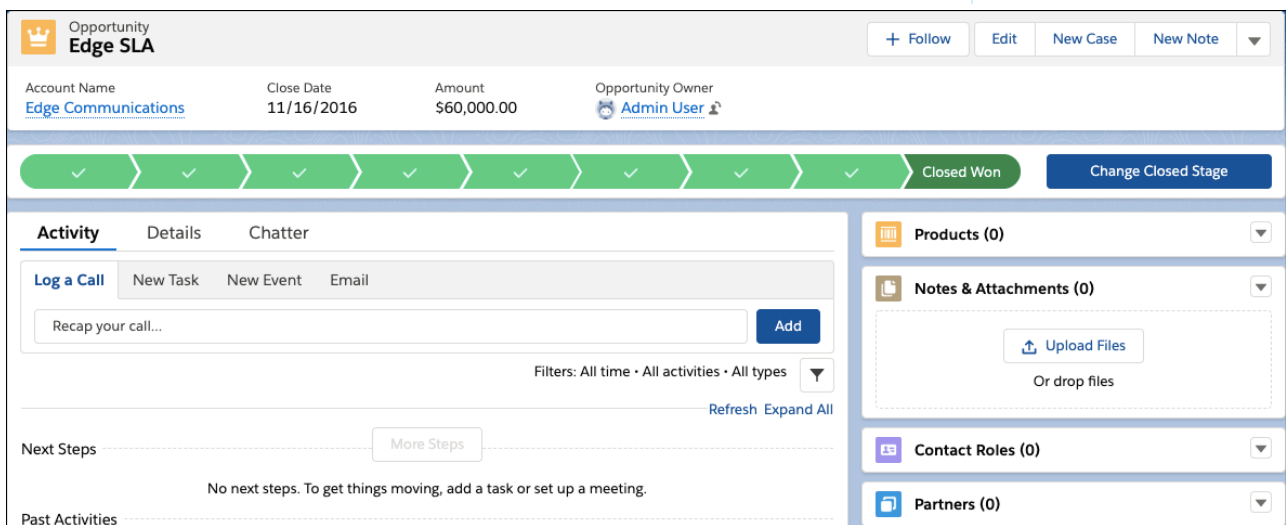 Opportunity
Edge SLA
+ Follow
Edit
New Case
New Note
Account Name
Close Date
Amount
Opportunity Owner
Edge Communications
11/16/2016
$60,000.00
Admin User
Closed Won
Change Closed Stage
Activity
Details
Chatter
Log a Call
New Task
New Event
Email
Recap your call...
Add
Filters: All time • All activities • All types
Refresh Expand All
Next Steps
More Steps
No next steps. To get things moving, add a task or set up a meeting.
Past Activities
Products (0)
Notes & Attachments (0)
Upload Files
Or drop files
Contact Roles (0)
Partners (0)